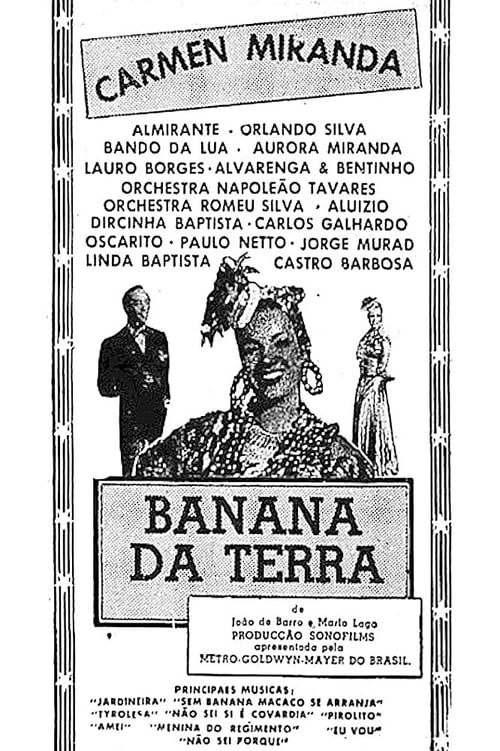 CARMEN MIRANDA
ALMIRANTE · ORLANDO SILVA
BANDO DA LUA · AURORA MIRANDA
LAURO BORGES · ALVARENGA & BENTINHO
ORCHESTRA NAPOLEÃO TAVARES
ORCHESTRA ROMEU SILVA · ALUIZIO
DIRCINHA BAPTISTA · CARLOS GALHARDO
OSCARITO · PAULO NETTO · JORGE MURAD
LINDA BAPTISTA CASTRO BARBOSA
BANANA
DA TERRA
de
João de Barro e Mario Lago
PRODUCÇÃO SONOFILMS
apresentada pela
METRO-GOLDWYN-MAYER DO BRASIL.
PRINCIPAES MUSICAS;
"JARDINEIRA" "SEM BANANA MACACO SE ARRANJA"
"TYROLESA" "NÃO SEI SI É COVARDIA" "PIROLITO"
"AMEI" "MENINA DO REGIMENTO" "EU VOU"
"NÃO SEI PORQUE"